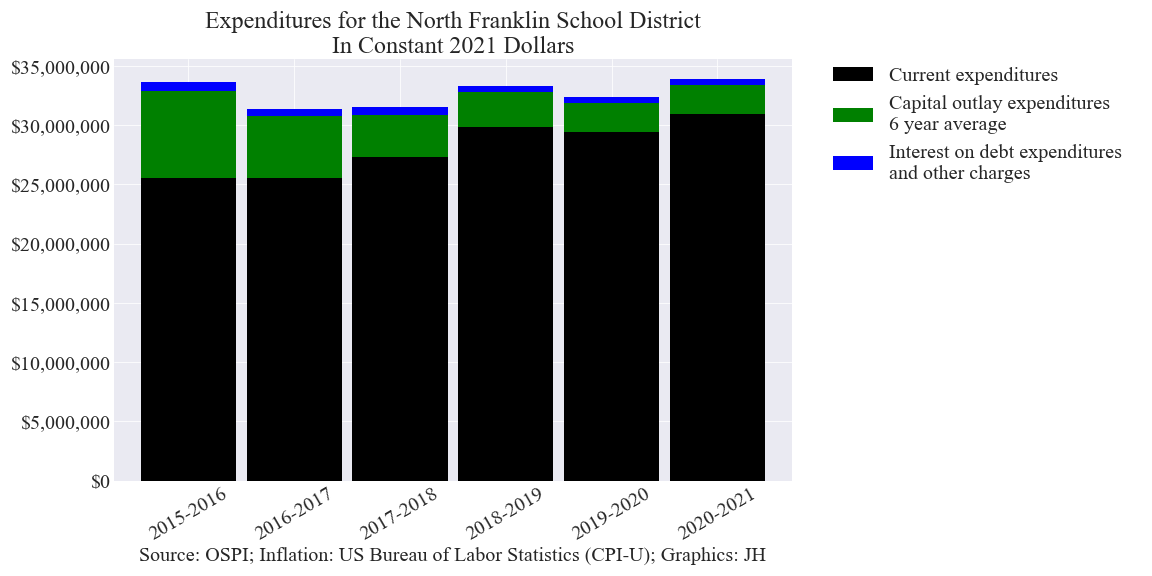 Expenditures for the North Franklin School District
In Constant 2021 Dollars
$35,000,000
$30,000,000
$25,000,000
$20,000,000
$15,000,000
$10,000,000
$5,000,000
$0
2015-2016
2016-2017
2017-2018
2018-2019
2019-2020
2020-2021
Source: OSPI; Inflation: US Bureau of Labor Statistics (CPI-U); Graphics: JH
Current expenditures
Capital outlay expenditures
6 year average
Interest on debt expenditures
and other charges